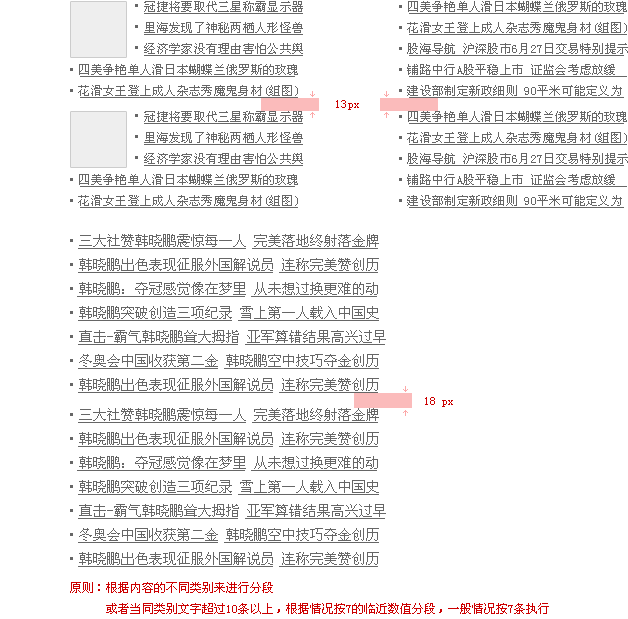 · 冠捷将要取代三星称霸显示器
· 里海发现了神秘两栖人形怪兽
· 经济学家没有理由害怕公共舆
· 四美争艳单人滑日本蝴蝶兰俄罗斯的玫瑰
· 花滑女王登上成人杂志秀魔鬼身材(组图)
· 四美争艳单人滑日本蝴蝶兰俄罗斯的玫瑰
· 花滑女王登上成人杂志秀魔鬼身材(组图)
· 股海导航 沪深股市6月27日交易特别提示
· 铺路中行A股平稳上市 证监会考虑放缓
· 建设部制定新政细则 90平米可能定义为
13px
· 冠捷将要取代三星称霸显示器
· 里海发现了神秘两栖人形怪兽
· 经济学家没有理由害怕公共舆
· 四美争艳单人滑日本蝴蝶兰俄罗斯的玫瑰
· 花滑女王登上成人杂志秀魔鬼身材(组图)
· 四美争艳单人滑日本蝴蝶兰俄罗斯的玫瑰
· 花滑女王登上成人杂志秀魔鬼身材(组图)
· 股海导航 沪深股市6月27日交易特别提示
· 铺路中行A股平稳上市 证监会考虑放缓
· 建设部制定新政细则 90平米可能定义为
· 三大社赞韩晓鹏震惊每一人 完美落地终射落金牌
· 韩晓鹏出色表现征服外国解说员 连称完美赞创历
· 韩晓鹏：夺冠感觉像在梦里 从未想过换更难的动
· 韩晓鹏突破创造三项纪录 雪上第一人载入中国史
· 直击-霸气韩晓鹏耸大拇指 亚军算错结果高兴过早
· 冬奥会中国收获第二金 韩晓鹏空中技巧夺金创历
· 韩晓鹏出色表现征服外国解说员 连称完美赞创历
18 px
· 三大社赞韩晓鹏震惊每一人 完美落地终射落金牌
· 韩晓鹏出色表现征服外国解说员 连称完美赞创历
· 韩晓鹏：夺冠感觉像在梦里 从未想过换更难的动
· 韩晓鹏突破创造三项纪录 雪上第一人载入中国史
· 直击-霸气韩晓鹏耸大拇指 亚军算错结果高兴过早
· 冬奥会中国收获第二金 韩晓鹏空中技巧夺金创历
· 韩晓鹏出色表现征服外国解说员 连称完美赞创历
原则：根据内容的不同类别来进行分段
或者当同类别文字超过10条以上，根据情况按7的临近数值分段，一般情况按7条执行